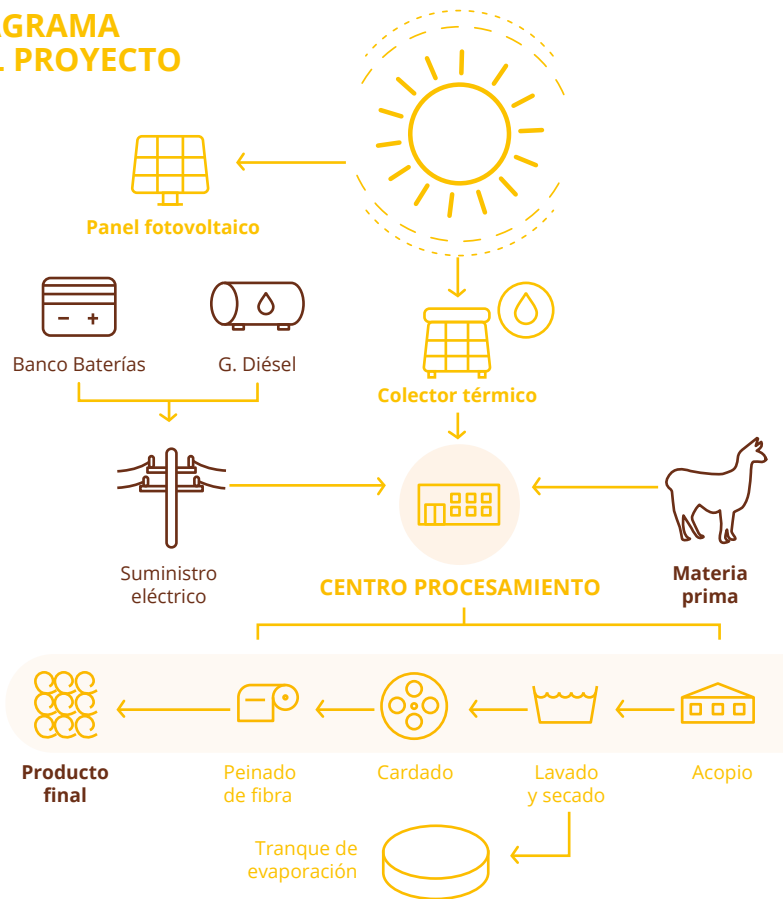 AGRAMA
L PROYECTO
Panel fotovoltaico
Banco Baterías
G. Diésel
Colector térmico
Suministro
eléctrico
CENTRO PROCESAMIENTO
Materia
prima
Producto
final
Peinado
de fibra
Cardado
Lavado
y secado
Acopio
Tranque de
evaporación